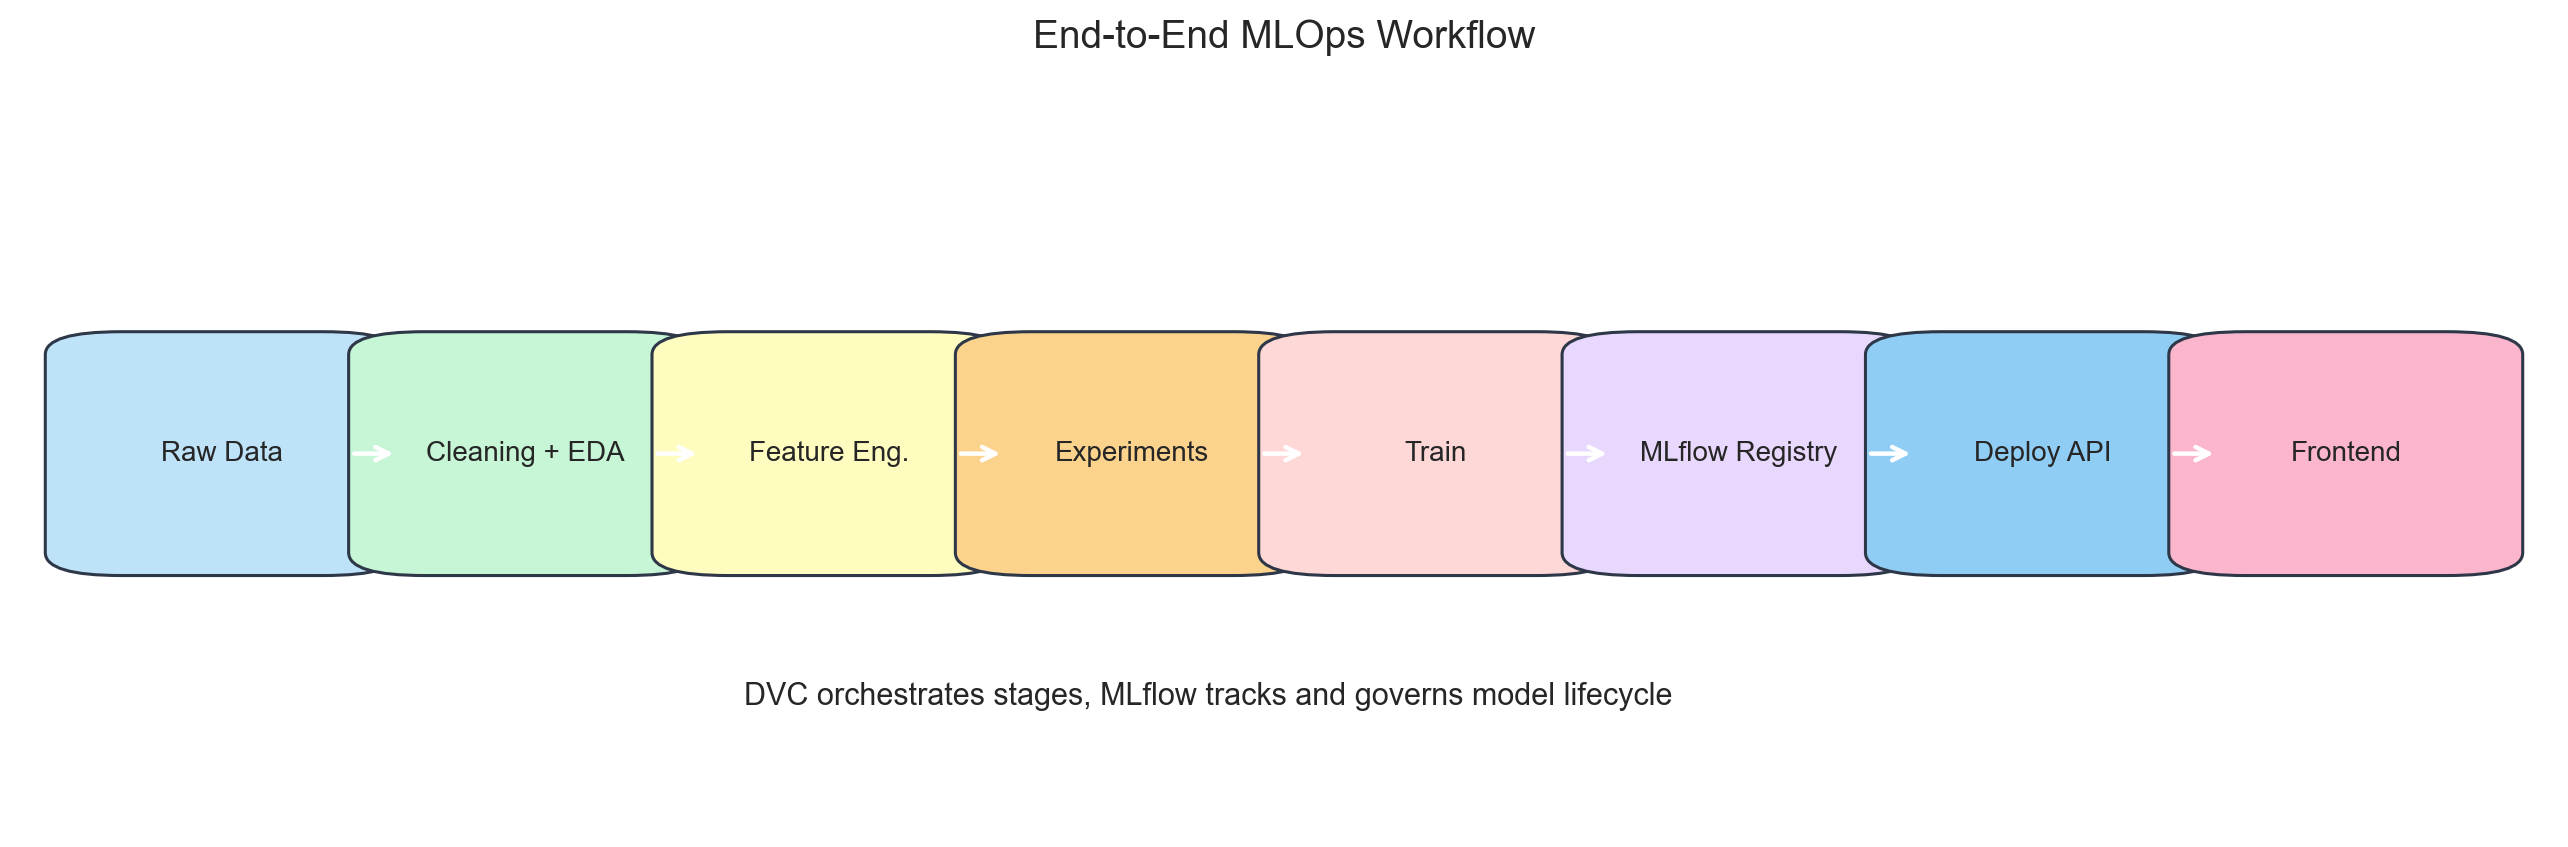 End-to-End MLOps Workflow
Raw Data
Cleaning + EDA
Feature Eng.
Experiments
Train
MLflow Registry
Deploy API
Frontend
DVC orchestrates stages, MLflow tracks and governs model lifecycle